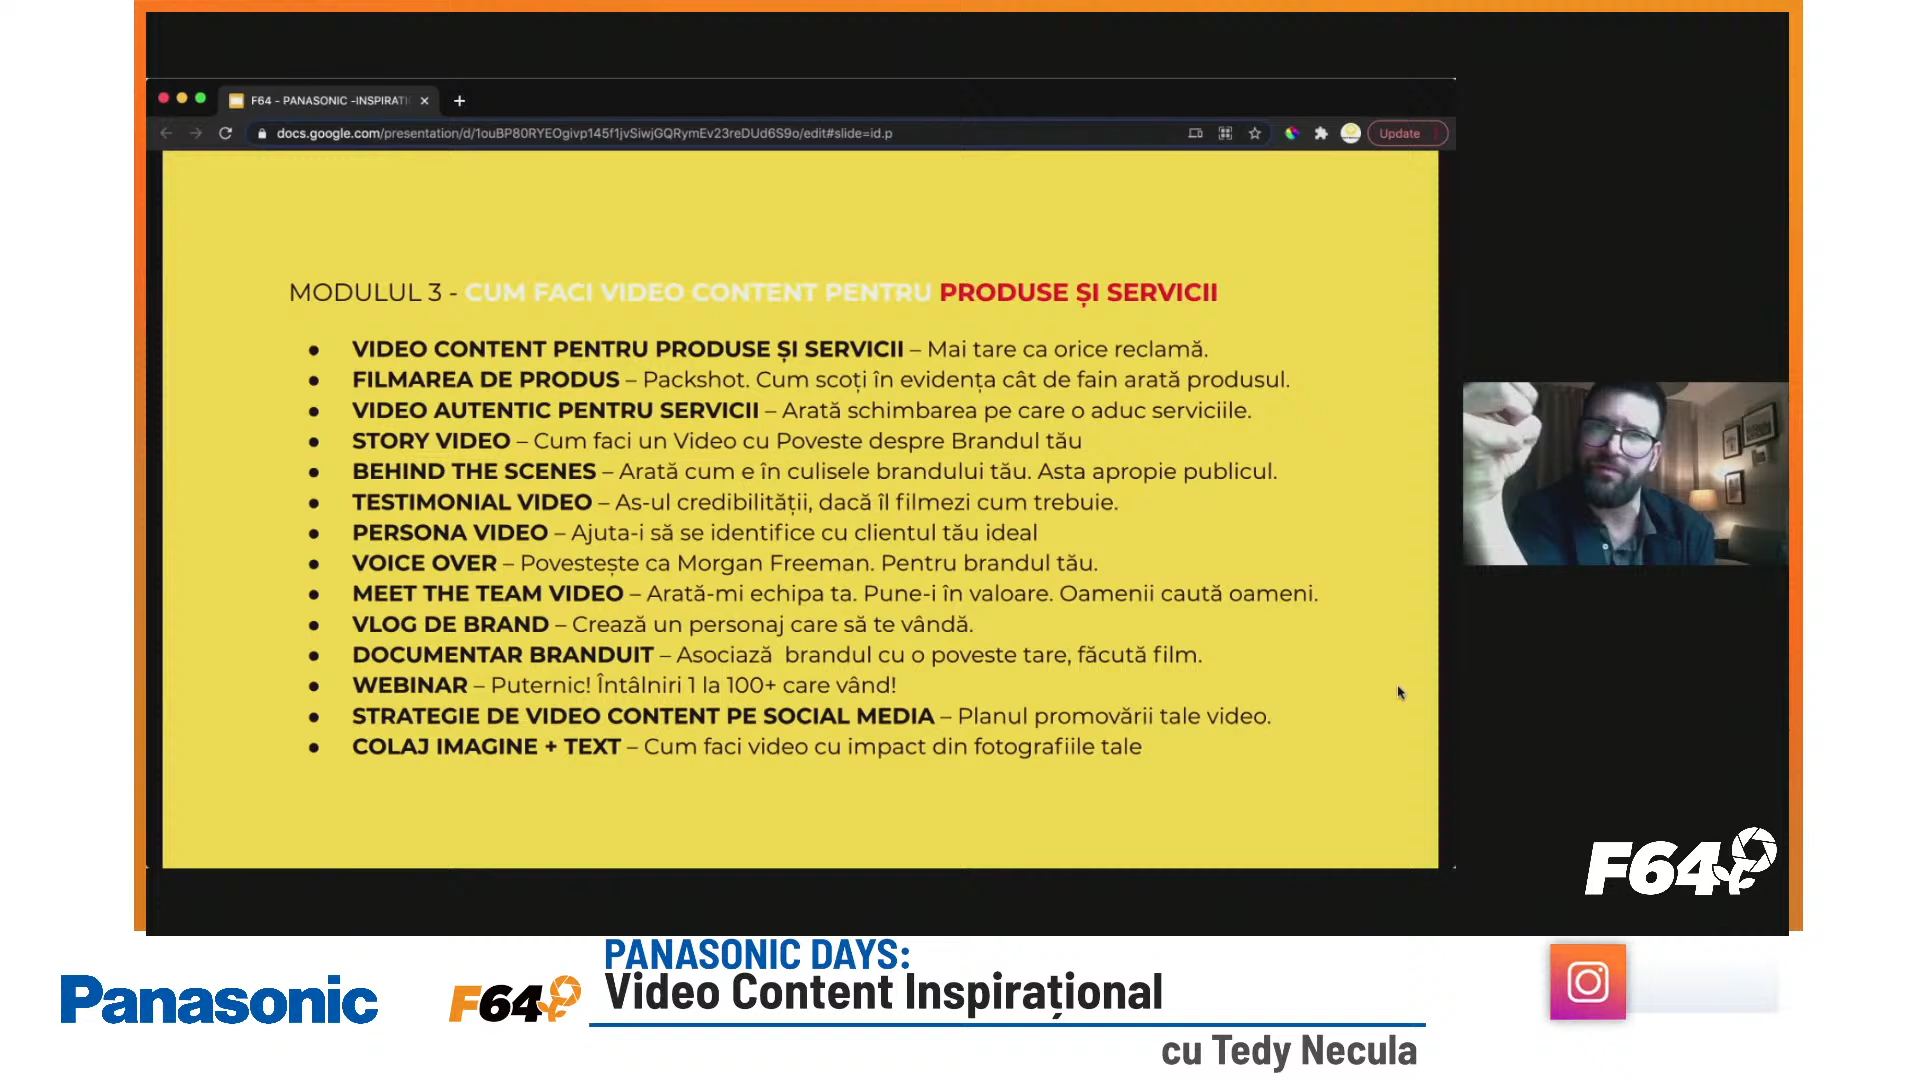 F64 - PANASONIC -INSPIRATI
docs.google.com/presentation/d/1ouBP80RYEOgivp145f1jvSiwjGQRymEv23reDUd6S9o/edit#slide=id.p
Update
MODULUL 3 - CUM FACI VIDEO CONTENT PENTRU PRODUSE ȘI SERVICII
● VIDEO CONTENT PENTRU PRODUSE ȘI SERVICII – Mai tare ca orice reclamă.
● FILMAREA DE PRODUS – Packshot. Cum scoți în evidența cât de fain arată produsul.
● VIDEO AUTENTIC PENTRU SERVICII – Arată schimbarea pe care o aduc serviciile.
● STORY VIDEO – Cum faci un Video cu Poveste despre Brandul tău
● BEHIND THE SCENES – Arată cum e în culisele brandului tău. Asta apropie publicul.
● TESTIMONIAL VIDEO – As-ul credibilității, dacă îl filmezi cum trebuie.
● PERSONA VIDEO – Ajuta-i să se identifice cu clientul tău ideal
● VOICE OVER – Povestește ca Morgan Freeman. Pentru brandul tău.
● MEET THE TEAM VIDEO – Arată-mi echipa ta. Pune-i în valoare. Oamenii caută oameni.
● VLOG DE BRAND – Crează un personaj care să te vândă.
● DOCUMENTAR BRANDUIT – Asociază brandul cu o poveste tare, făcută film.
● WEBINAR – Puternic! Întâlniri 1 la 100+ care vând!
● STRATEGIE DE VIDEO CONTENT PE SOCIAL MEDIA – Planul promovării tale video.
● COLAJ IMAGINE + TEXT – Cum faci video cu impact din fotografiile tale
F64
Panasonic
F64
PANASONIC DAYS:
Video Content Inspirațional
cu Tedy Necula